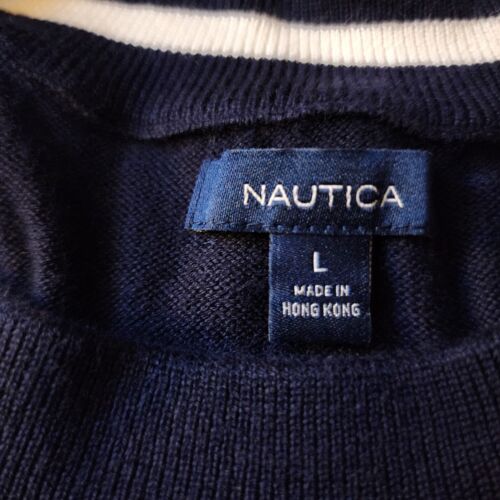 NAUTICA
L
MADE IN
HONG KONG